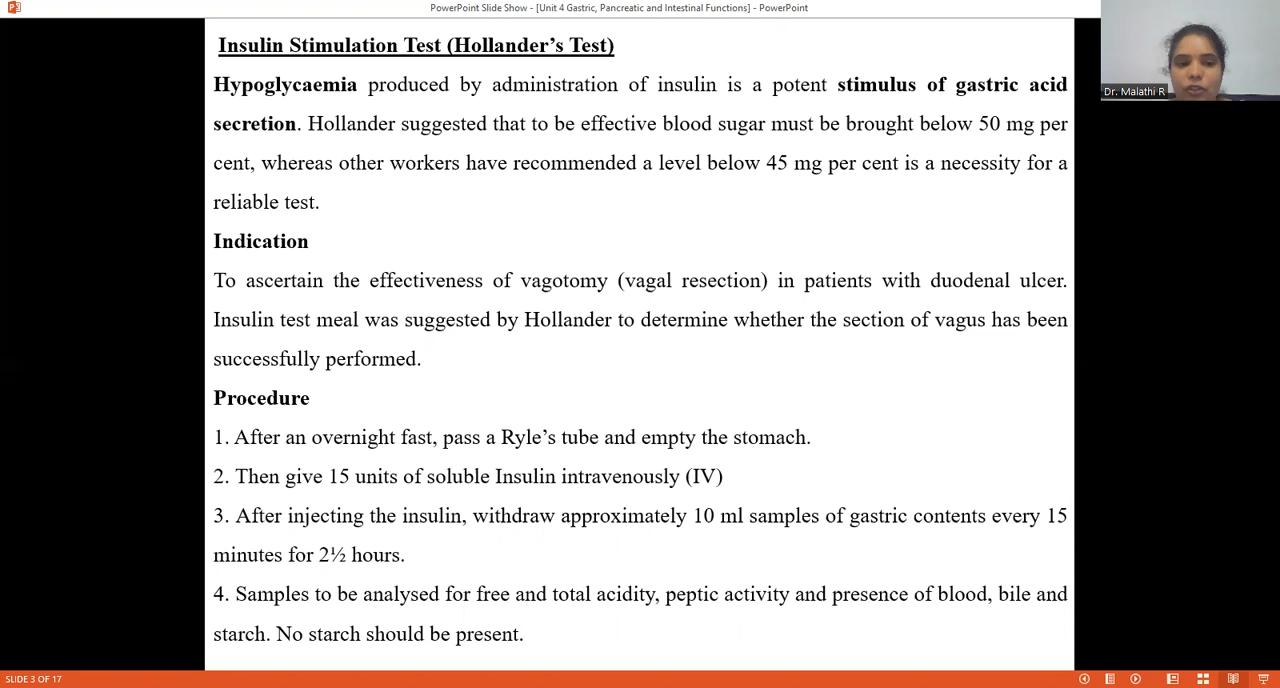 PowerPoint Slide Show - [Unit 4 Gastric, Pancreatic and Intestinal Functions] - PowerPoint
Insulin Stimulation Test (Hollander’s Test)
Hypoglycaemia produced by administration of insulin is a potent stimulus of gastric acid
secretion. Hollander suggested that to be effective blood sugar must be brought below 50 mg per
cent, whereas other workers have recommended a level below 45 mg per cent is a necessity for a
reliable test.
Indication
To ascertain the effectiveness of vagotomy (vagal resection) in patients with duodenal ulcer.
Insulin test meal was suggested by Hollander to determine whether the section of vagus has been
successfully performed.
Procedure
1. After an overnight fast, pass a Ryle’s tube and empty the stomach.
2. Then give 15 units of soluble Insulin intravenously (IV)
3. After injecting the insulin, withdraw approximately 10 ml samples of gastric contents every 15
minutes for 2½ hours.
4. Samples to be analysed for free and total acidity, peptic activity and presence of blood, bile and
starch. No starch should be present.
Dr. Malathi R
SLIDE 3 OF 17